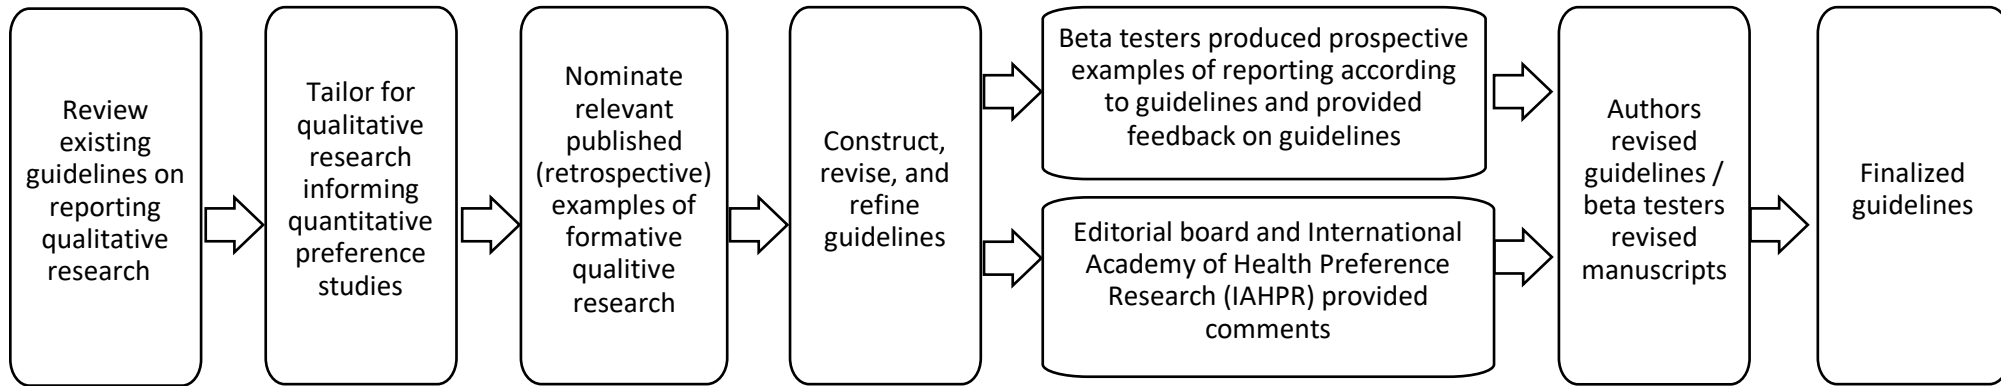 Review
existing
guidelines on
reporting
qualitative
research
Tailor for
qualitative
research
informing
quantitative
preference
studies
Nominate
relevant
published
(retrospective)
examples of
formative
qualitive
research
Construct,
revise, and
refine
guidelines
Beta testers produced prospective
examples of reporting according
to guidelines and provided
feedback on guidelines
Editorial board and International
Academy of Health Preference
Research (IAHPR) provided
comments
Authors
revised
guidelines /
beta testers
revised
manuscripts
Finalized
guidelines